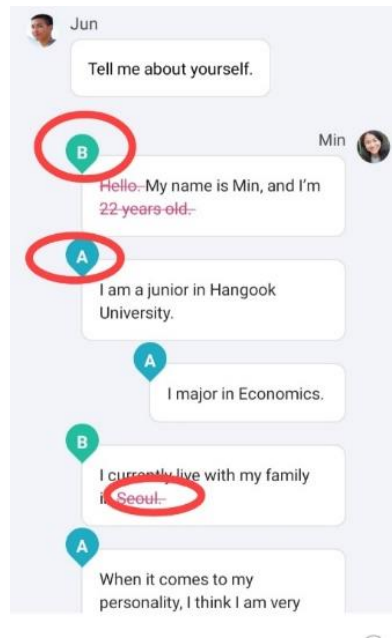 Jun
Tell me about yourself.
Min
B
Hello. My name is Min, and I'm
22 years old.
A
I am a junior in Hangook
University.
A
I major in Economics.
B
I currently live with my family
in Seoul.
A
When it comes to my
personality, I think I am very